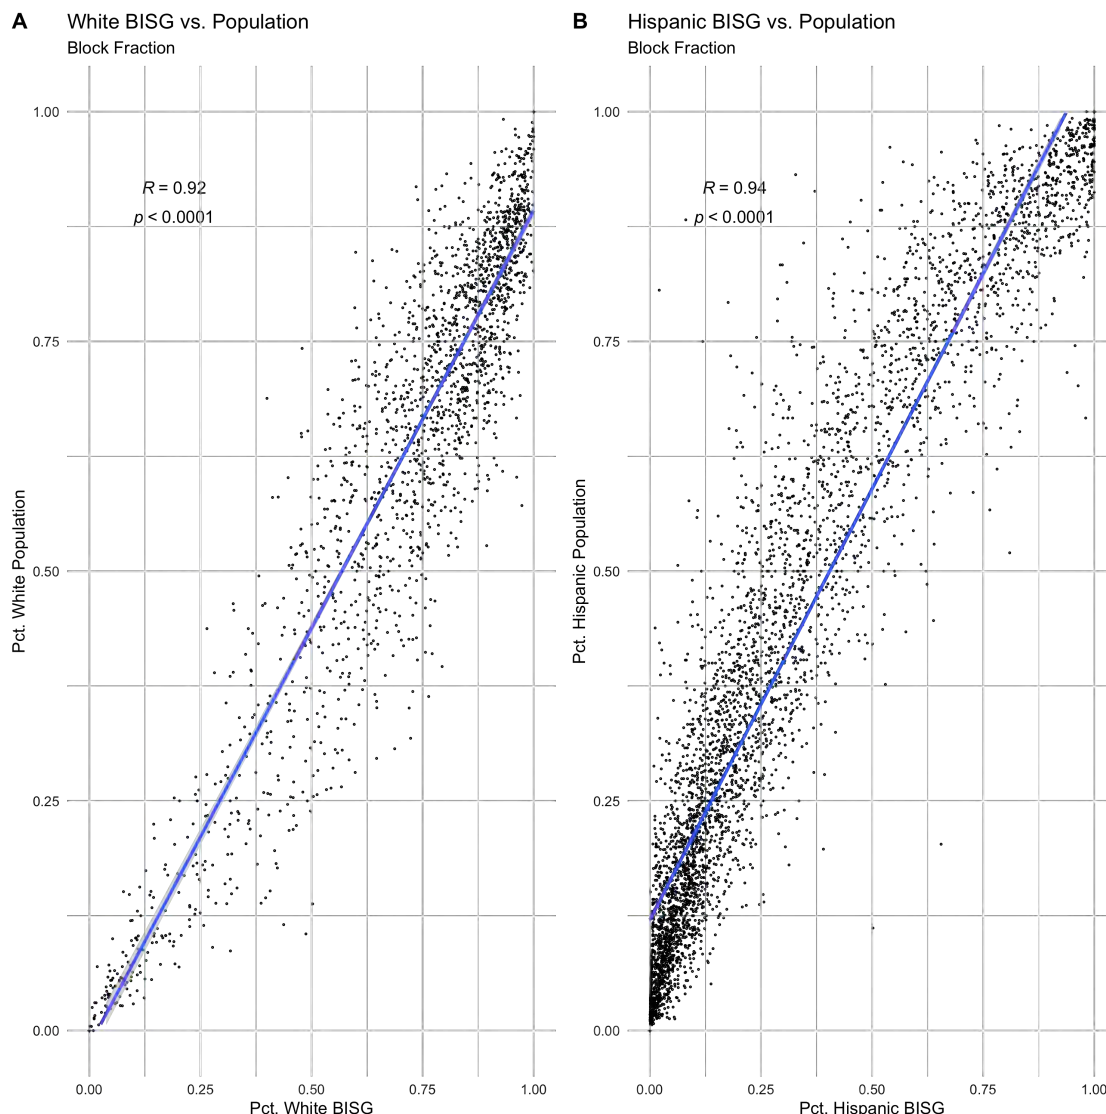 A
White BISG vs. Population
Block Fraction
R = 0.92
p < 0.0001
1.00
0.75
0.50
0.25
0.00
Pct. White Population
0.00 0.25 0.50 0.75 1.00
Pct. White BISG
B
Hispanic BISG vs. Population
Block Fraction
R = 0.94
p < 0.0001
1.00
0.75
0.50
0.25
0.00
Pct. Hispanic Population
0.00 0.25 0.50 0.75 1.00
Pct. Hispanic BISG